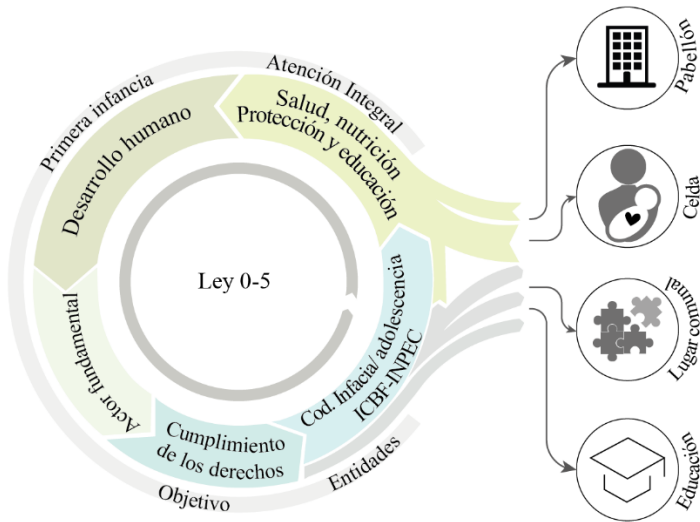 Primera infancia
Atención Integral
Desarrollo humano
Salud, nutrición
Protección y educación
Ley 0-5
Actor fundamental
Cod. Infacia/ adolescencia
ICBF-INPEC
Cumplimiento
de los derechos
Objetivo
Entidades
Pabellón
Celda
Lugar comunal
Educación